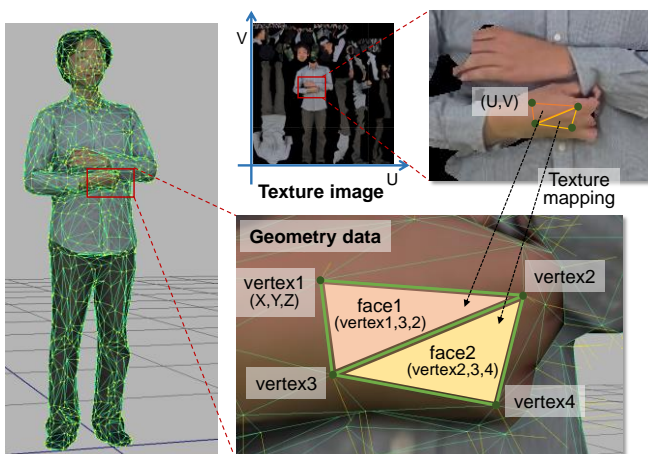 V
U
Texture image
(U,V)
Texture
mapping
Geometry data
vertex1
(X,Y,Z)
vertex2
face1
(vertex1,3,2)
face2
(vertex2,3,4)
vertex3
vertex4